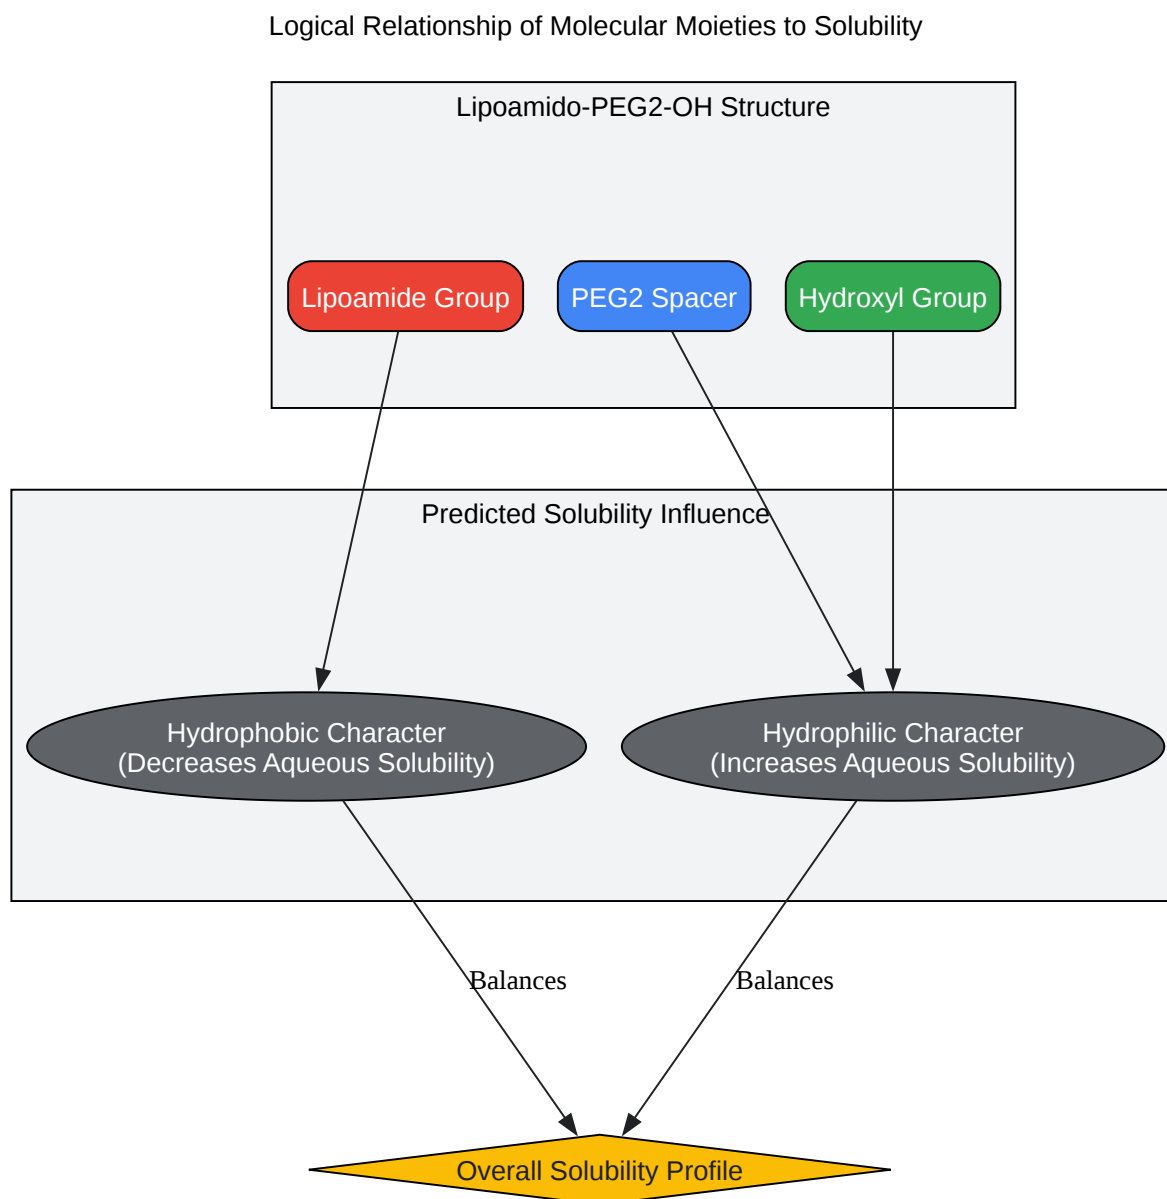 Logical Relationship of Molecular Moieties to Solubility
Lipoamido-PEG2-OH Structure
Lipoamide Group
PEG2 Spacer
Hydroxyl Group
Predicted Solubility Influence
Hydrophobic Character
(Decreases Aqueous Solubility)
Hydrophilic Character
(Increases Aqueous Solubility)
Balances
Balances
Overall Solubility Profile